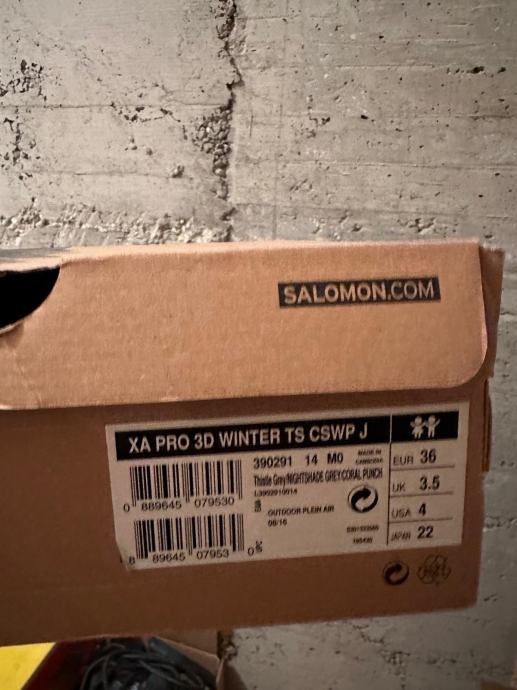 SALOMON.COM
XA PRO 3D WINTER TS CSWP J
390291 14 M0 MADE IN CAMBODIA
Thistle Grey/NIGHTSHADE GREY/CORAL PUNCH
L3902910014
OUTDOOR PLEIN AIR
08/16
0 889645 079530
8 89645 07953 0
EUR 36
UK 3.5
USA 4
JAPAN 22